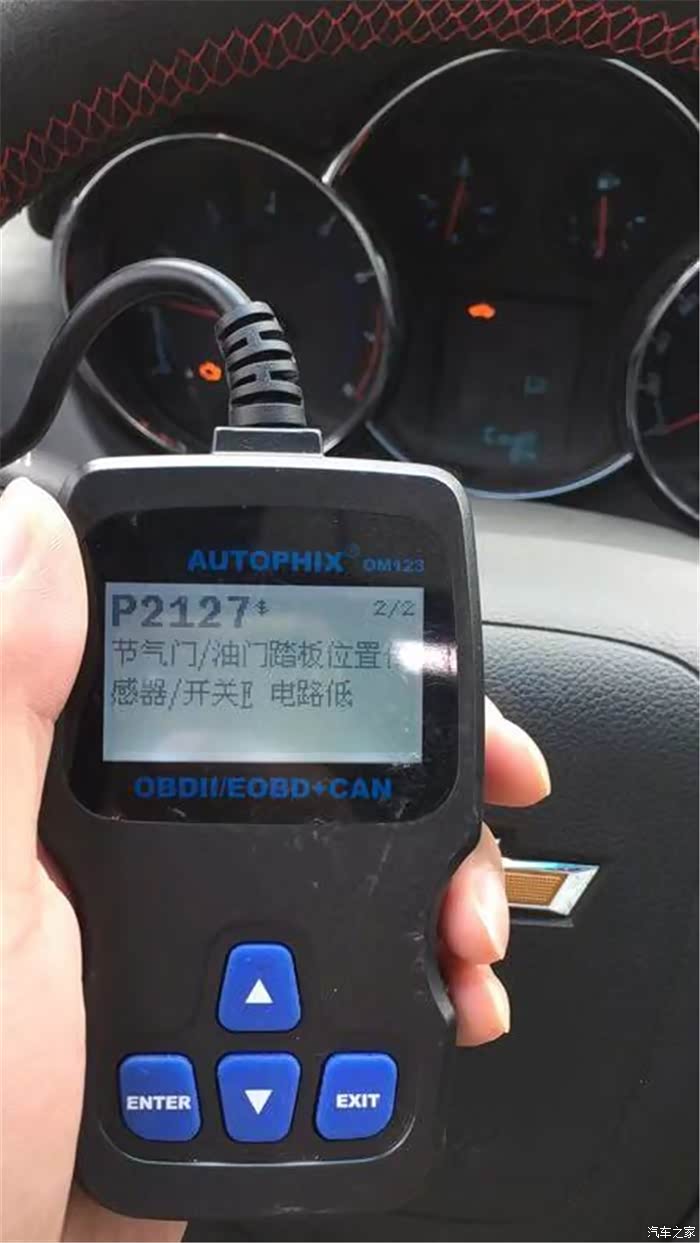 AUTOPHIX® OM123
P2127* 2/2
节气门/油门踏板位置传
感器/开关E 电路低
OBDII/EOBD+CAN
ENTER
EXIT
汽车之家